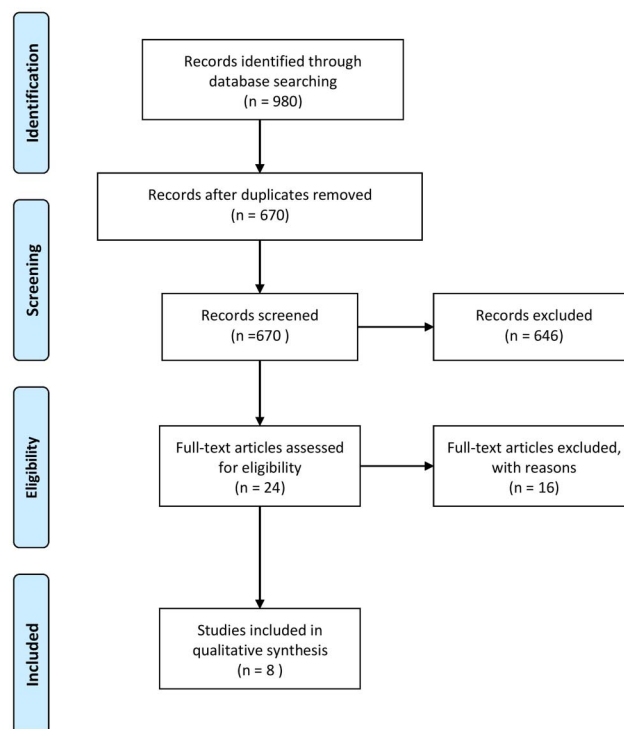 Identification
Records identified through
database searching
(n = 980)
Records after duplicates removed
(n = 670)
Screening
Records screened
(n =670 )
Records excluded
(n = 646)
Eligibility
Full-text articles assessed
for eligibility
(n = 24)
Full-text articles excluded,
with reasons
(n = 16)
Included
Studies included in
qualitative synthesis
(n = 8 )